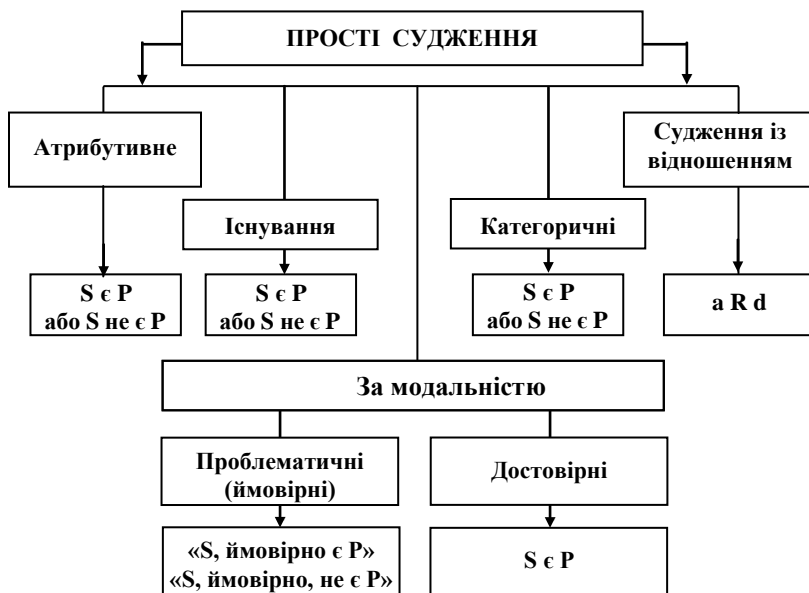 ПРОСТІ СУДЖЕННЯ
Атрибутивне
Судження із
відношенням
Існування
Категоричні
S є P
або S не є P
S є P
або S не є P
S є P
або S не є P
a R d
За модальністю
Проблематичні
(ймовірні)
Достовірні
«S, ймовірно є P»
«S, ймовірно, не є P»
S є P